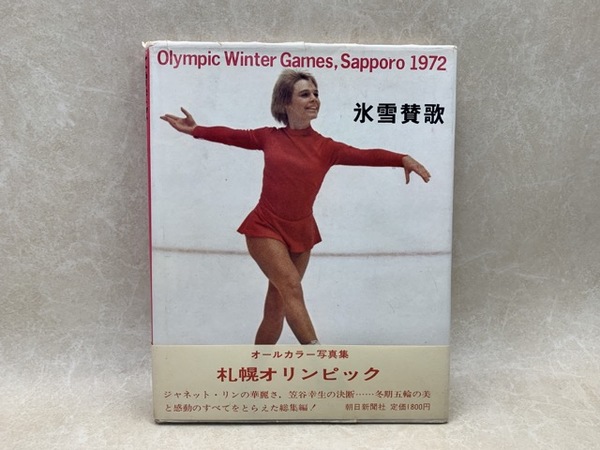 Olympic Winter Games, Sapporo 1972
氷雪賛歌
オールカラー写真集
札幌オリンピック
ジャネット・リンの華麗さ，笠谷幸生の決断……冬期五輪の美
と感動のすべてをとらえた総集編！ 朝日新聞社 定価1800円